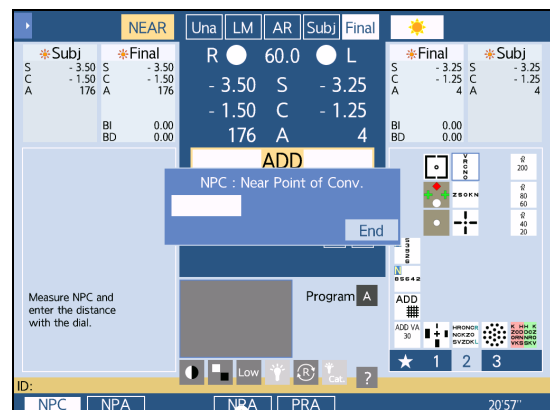 NEAR Una LM AR Subj Final
Subj Final R 60.0 L Final Subj
S - 3.50 S - 3.50 - 3.50 S - 3.25 S - 3.25 S - 3.25
C - 1.50 C - 1.50 - 1.50 C - 1.25 C - 1.25 C - 1.25
A 176 A 176 176 A 4 A 4 A 4
BI 0.00 BI 0.00
BD 0.00 BD 0.00
ADD
NPC : Near Point of Conv.
End
200
ZSOKN 80
60
40
20
85642
Measure NPC and
enter the distance
with the dial.
Program A
ADD
ADD VA
30
NCKZO
SVZDKL
1 2 3
Low R Cat. ?
ID:
NPC NPA NRA PRA 20'57"